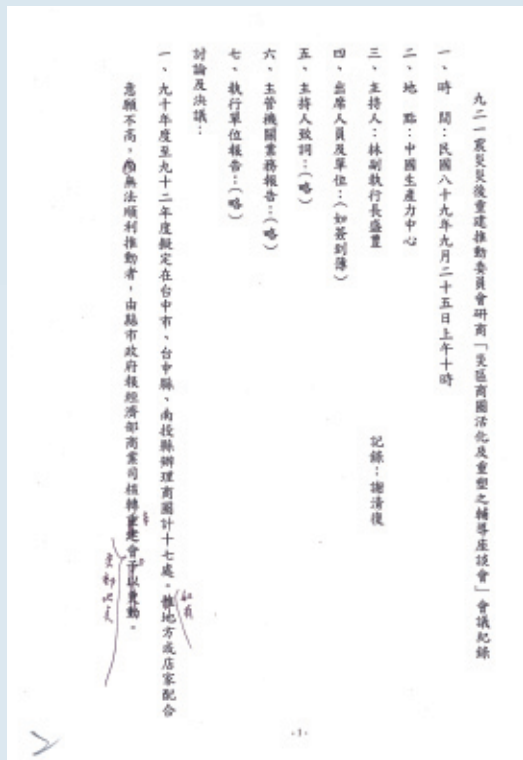 九二一震災災後重建推動委員會研商「災區商圈活化及重塑之輔導座談會」會議紀錄
一、時　間：民國八十九年九月二十五日上午十時
二、地　點：中國生產力中心
三、主持人：林副執行長盛豐　　記錄：謝清復
四、出席人員及單位：（如簽到簿）
五、主持人致詞：（略）
六、主管機關業務報告：（略）
七、執行單位報告：（略）
討論及決議：
一、九十年度至九十二年度擬定在台中市、台中縣、南投縣辦理商圈計十七處。地方或店家配合
如有
意願不高，無法順利推動者，由縣市政府報經濟部商業司核轉重建會予以異動。
-1-